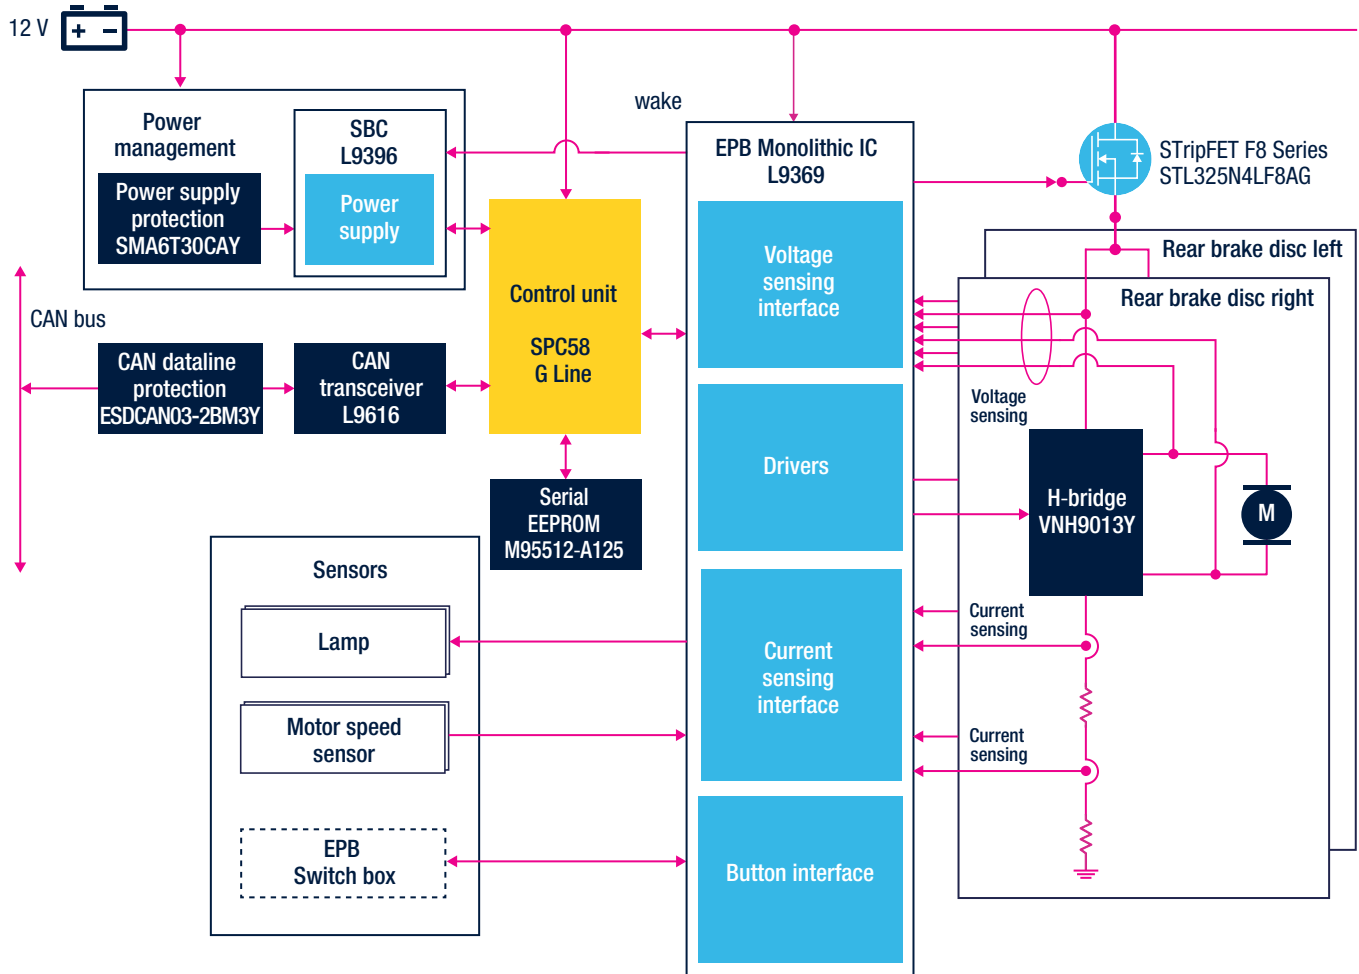 12 V
wake
Power
management
SBC
L9396
Power supply
protection
SMA6T30CAY
Power
supply
EPB Monolithic IC
L9369
STripFET F8 Series
STL325N4LF8AG
Voltage
sensing
interface
Rear brake disc left
Rear brake disc right
Control unit
SPC58
G Line
CAN bus
CAN dataline
protection
ESDCAN03-2BM3Y
CAN
transceiver
L9616
Voltage
sensing
Drivers
Serial
EEPROM
M95512-A125
H-bridge
VNH9013Y
M
Sensors
Lamp
Current
sensing
Current
sensing
interface
Motor speed
sensor
Current
sensing
EPB
Switch box
Button interface